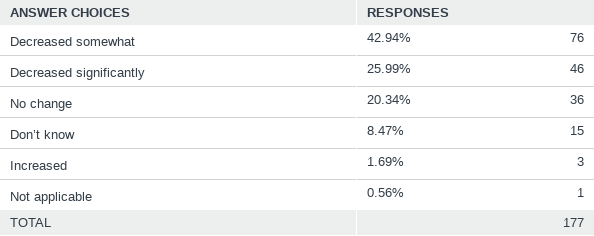 ANSWER CHOICES RESPONSES
Decreased somewhat 42.94% 76
Decreased significantly 25.99% 46
No change 20.34% 36
Don't know 8.47% 15
Increased 1.69% 3
Not applicable 0.56% 1
TOTAL 177